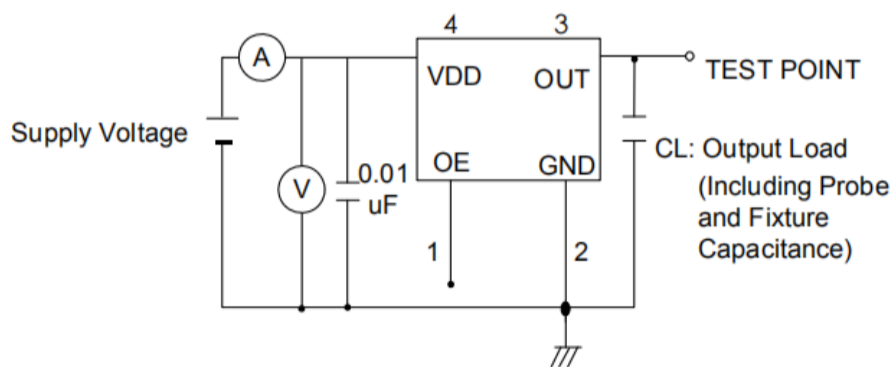 4
3
A
VDD
OUT
TEST POINT
Supply Voltage
V
0.01
uF
OE
GND
CL: Output Load
(Including Probe
and Fixture
Capacitance)
1
2